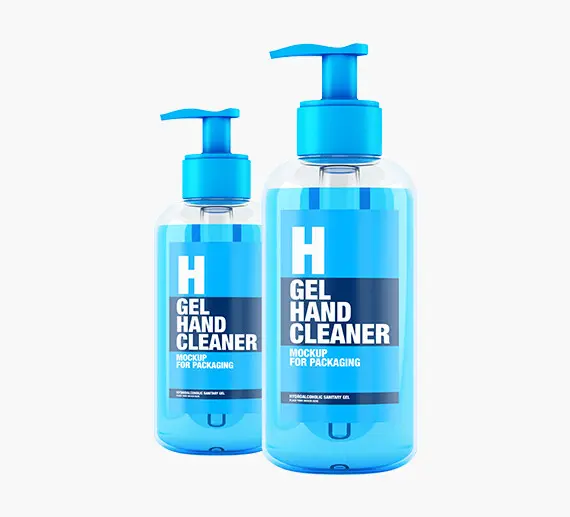 H
GEL
HAND
CLEANER
MOCKUP
FOR PACKAGING
HYDROALCOHOLIC SANITARY GEL
H
GEL
HAND
CLEANER
MOCKUP
FOR PACKAGING
HYDROALCOHOLIC SANITARY GEL